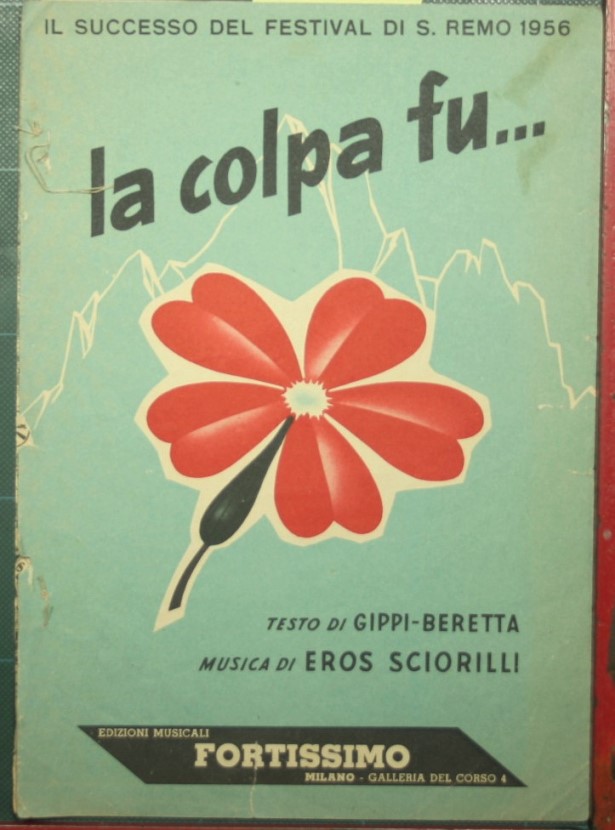 IL SUCCESSO DEL FESTIVAL DI S. REMO 1956
la colpa fu...
TESTO DI GIPPI-BERETTA
MUSICA DI EROS SCIORILLI
EDIZIONI MUSICALI
FORTISSIMO
MILANO - GALLERIA DEL CORSO 4